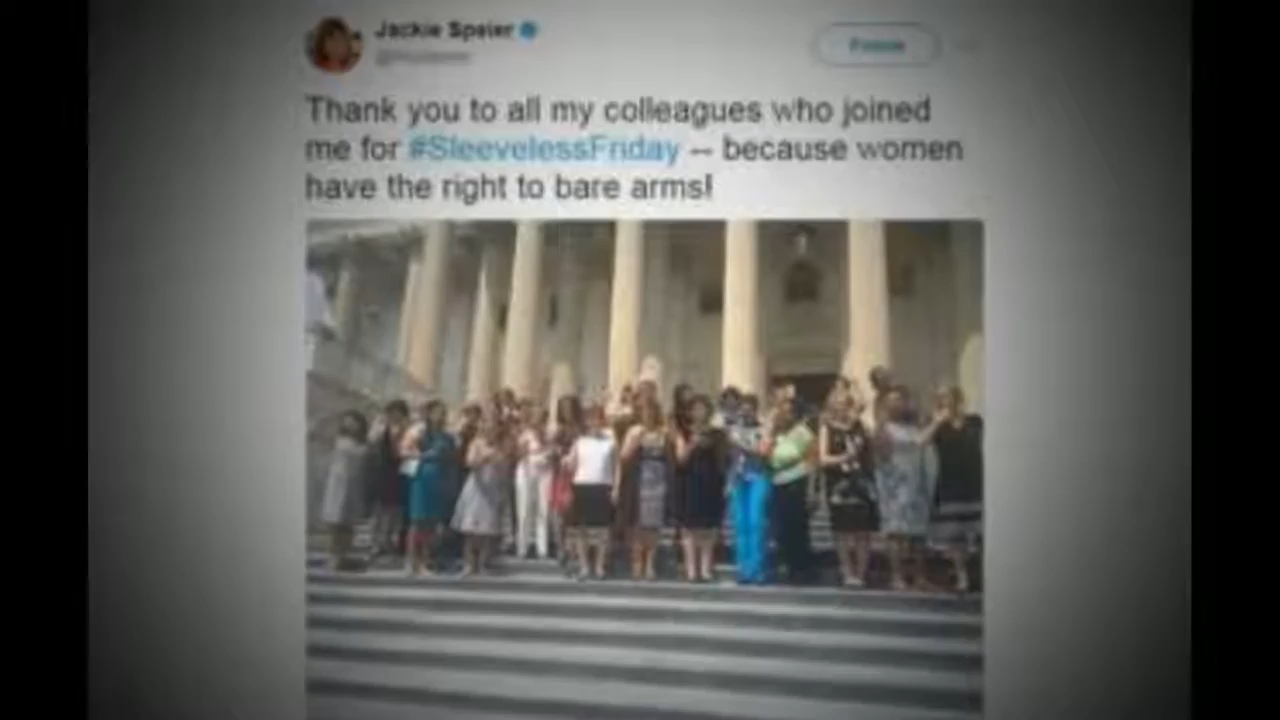 Jackie Speier
Thank you to all my colleagues who joined
me for #SleevelessFriday -- because women
have the right to bare arms!